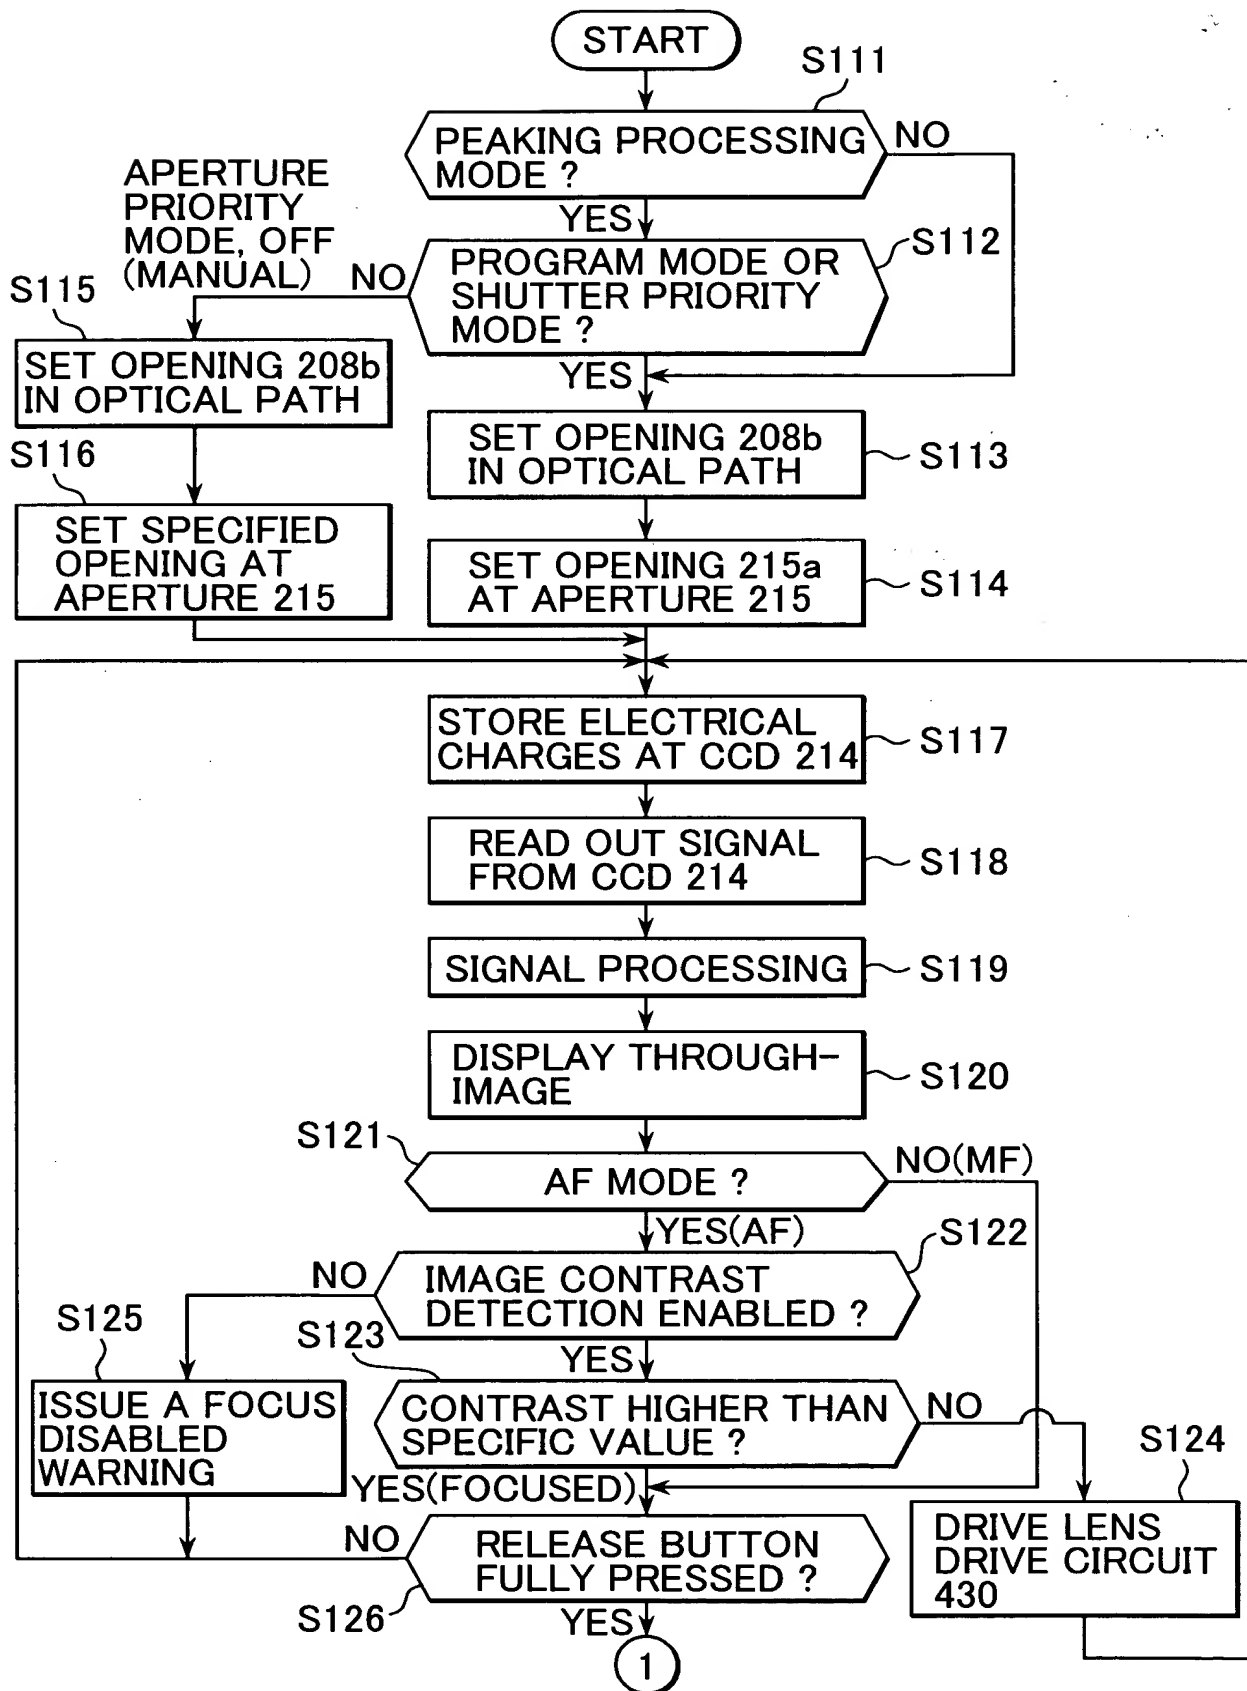 START
S111
PEAKING PROCESSING
MODE ?
NO
YES
APERTURE
PRIORITY
MODE, OFF
(MANUAL)
NO
PROGRAM MODE OR
SHUTTER PRIORITY
MODE ?
S112
YES
S115
SET OPENING 208b
IN OPTICAL PATH
SET OPENING 208b
IN OPTICAL PATH
S113
S116
SET SPECIFIED
OPENING AT
APERTURE 215
SET OPENING 215a
AT APERTURE 215
S114
STORE ELECTRICAL
CHARGES AT CCD 214
S117
READ OUT SIGNAL
FROM CCD 214
S118
SIGNAL PROCESSING
S119
DISPLAY THROUGH-
IMAGE
S120
S121
AF MODE ?
NO(MF)
YES(AF)
S122
NO
IMAGE CONTRAST
DETECTION ENABLED ?
YES
S125
ISSUE A FOCUS
DISABLED
WARNING
S123
CONTRAST HIGHER THAN
SPECIFIC VALUE ?
NO
YES(FOCUSED)
S124
DRIVE LENS
DRIVE CIRCUIT
430
NO
RELEASE BUTTON
FULLY PRESSED ?
S126
YES
1